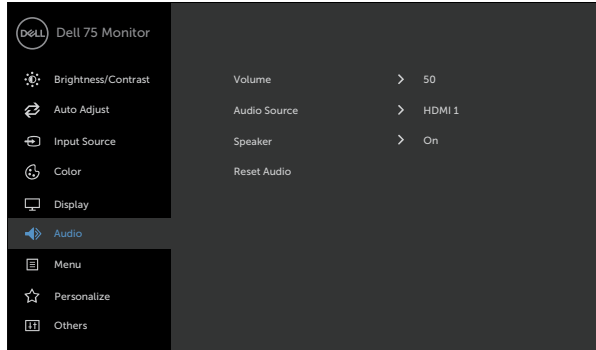 DELL Dell 75 Monitor
Brightness/Contrast
Auto Adjust
Input Source
Color
Display
Audio
Menu
Personalize
Others
Volume 50
Audio Source HDMI 1
Speaker On
Reset Audio